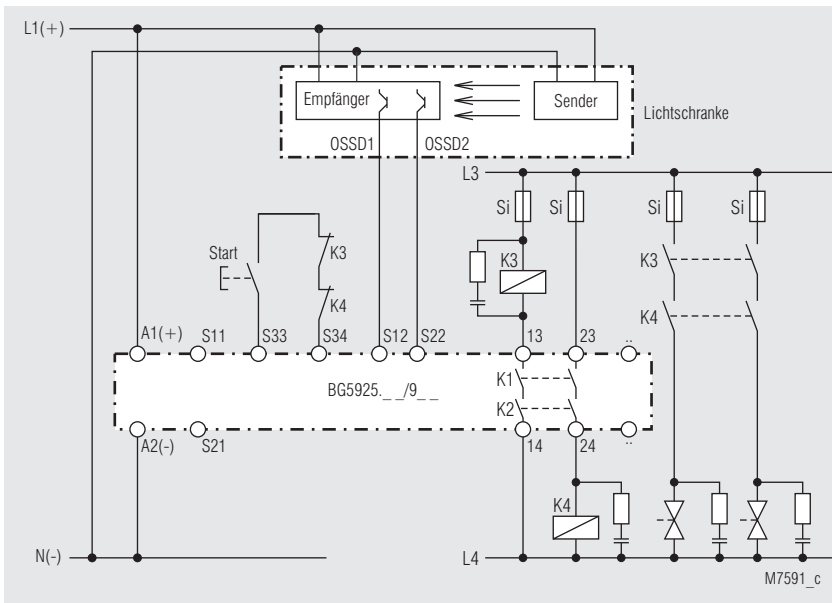 L1(+)
Empfänger
Sender
Lichtschranke
OSSD1
OSSD2
L3
Si
Si
Si
Si
Start
K3
K4
K3
K3
K4
A1(+)
S11
S33
S34
S12
S22
13
23
..
K1
K2
BG5925._ _/9_ _
A2(-)
S21
14
24
..
K4
N(-)
L4
M7591_c